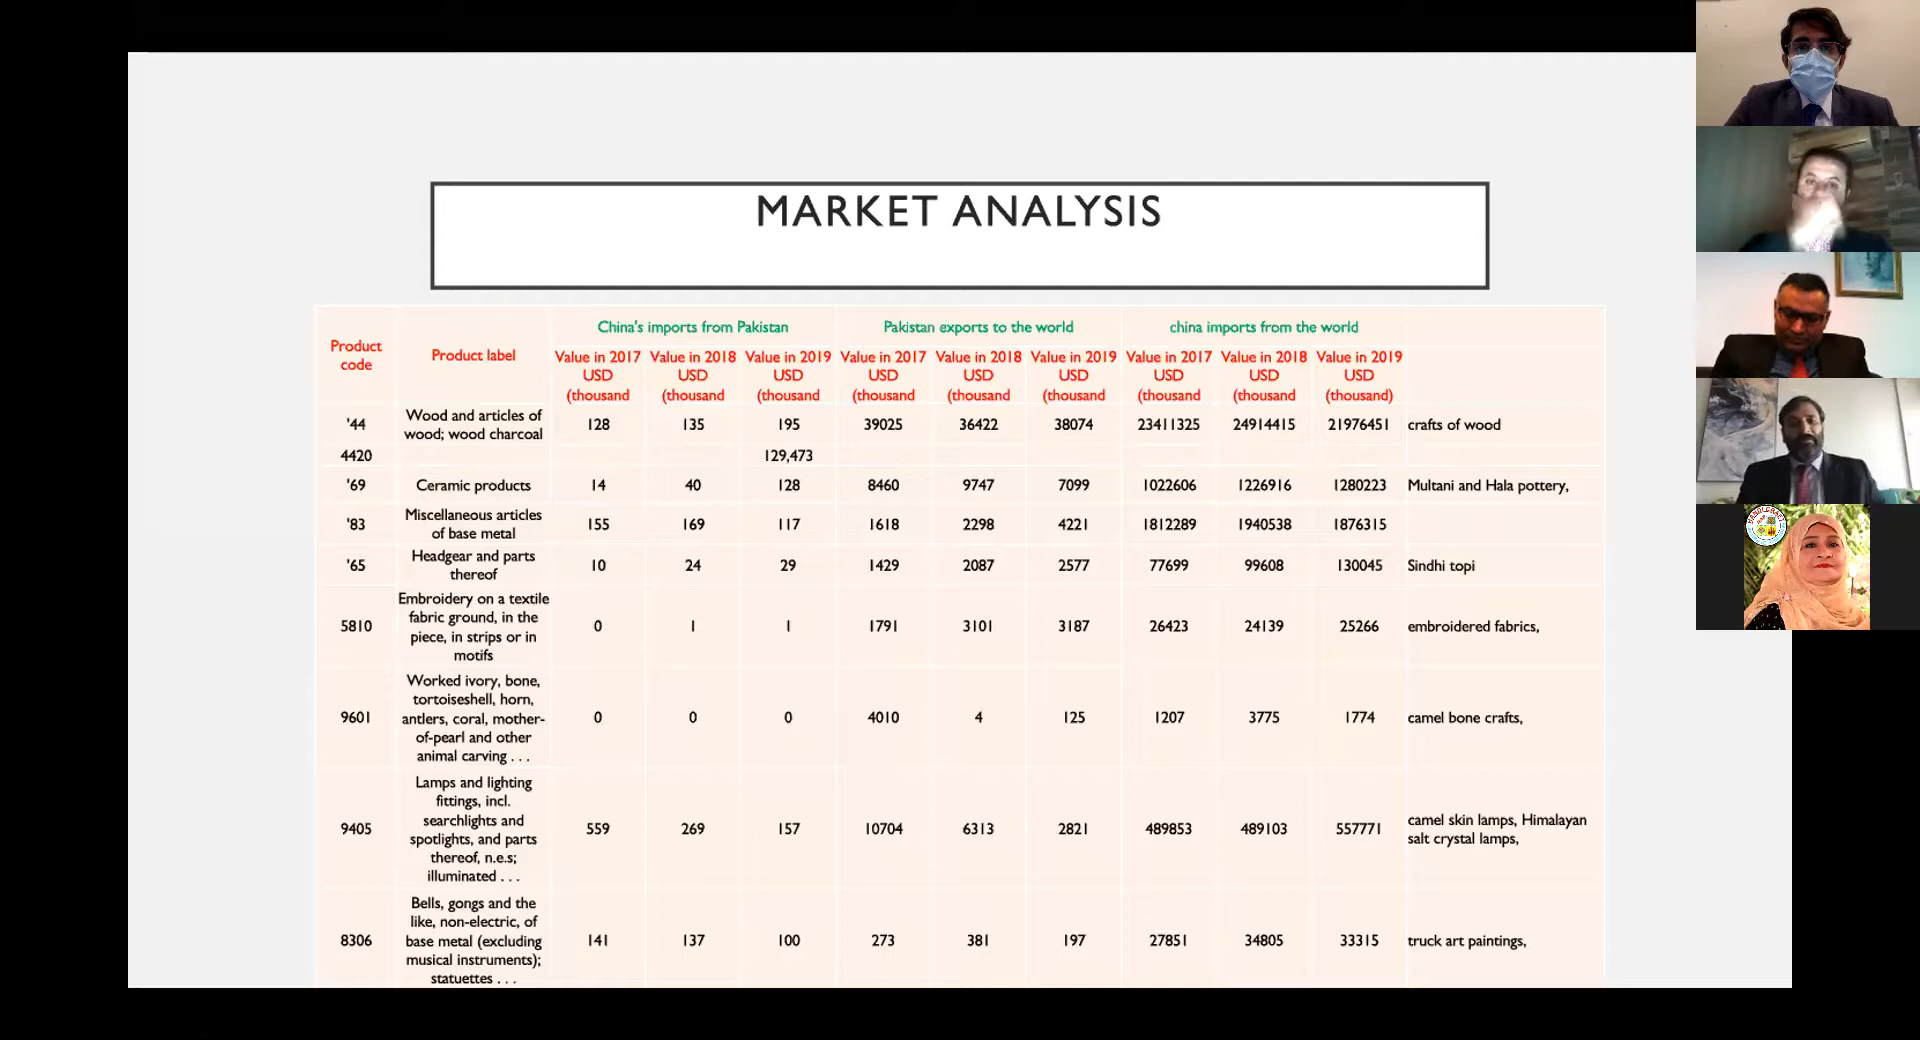 MARKET ANALYSIS
China's imports from Pakistan Pakistan exports to the world china imports from the world
Product code Product label Value in 2017 USD (thousand Value in 2018 USD (thousand Value in 2019 USD (thousand Value in 2017 USD (thousand Value in 2018 USD (thousand Value in 2019 USD (thousand Value in 2017 USD (thousand Value in 2018 USD (thousand Value in 2019 USD (thousand)
'44 Wood and articles of wood; wood charcoal 128 135 195 39025 36422 38074 23411325 24914415 21976451 crafts of wood
4420 129,473
'69 Ceramic products 14 40 128 8460 9747 7099 1022606 1226916 1280223 Multani and Hala pottery,
'83 Miscellaneous articles of base metal 155 169 117 1618 2298 4221 1812289 1940538 1876315
'65 Headgear and parts thereof 10 24 29 1429 2087 2577 77699 99608 130045 Sindhi topi
5810 Embroidery on a textile fabric ground, in the piece, in strips or in motifs 0 1 1 1791 3101 3187 26423 24139 25266 embroidered fabrics,
9601 Worked ivory, bone, tortoiseshell, horn, antlers, coral, mother-of-pearl and other animal carving . . . 0 0 0 4010 4 125 1207 3775 1774 camel bone crafts,
9405 Lamps and lighting fittings, incl. searchlights and spotlights, and parts thereof, n.e.s; illuminated . . . 559 269 157 10704 6313 2821 489853 489103 557771 camel skin lamps, Himalayan salt crystal lamps,
8306 Bells, gongs and the like, non-electric, of base metal (excluding musical instruments); statuettes . . . 141 137 100 273 381 197 27851 34805 33315 truck art paintings,